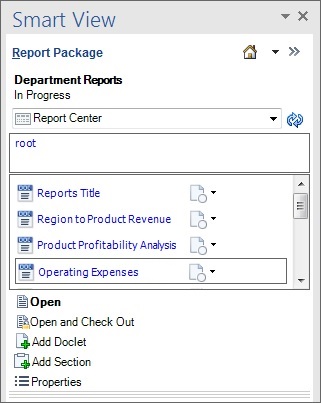 Smart View
Report Package
Department Reports
In Progress
Report Center
root
Reports Title
Region to Product Revenue
Product Profitability Analysis
Operating Expenses
Open
Open and Check Out
Add Doclet
Add Section
Properties